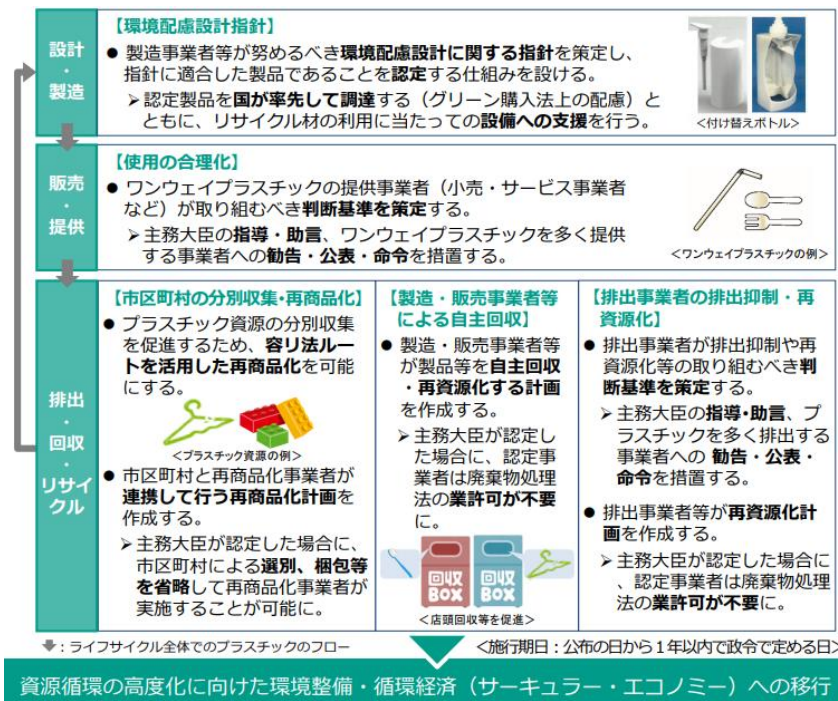 設計
・
製造
【環境配慮設計指針】
● 製造事業者等が努めるべき環境配慮設計に関する指針を策定し、
指針に適合した製品であることを認定する仕組みを設ける。
➢認定製品を国が率先して調達する（グリーン購入法上の配慮）と
ともに、リサイクル材の利用に当たっての設備への支援を行う。
<付け替えボトル>
販売
・
提供
【使用の合理化】
● ワンウェイプラスチックの提供事業者（小売・サービス事業者
など）が取り組むべき判断基準を策定する。
➢主務大臣の指導・助言、ワンウェイプラスチックを多く提供
する事業者への勧告・公表・命令を措置する。
<ワンウェイプラスチックの例>
排出
・
回収
・
リサイ
クル
【市区町村の分別収集・再商品化】
● プラスチック資源の分別収集
を促進するため、容リ法ルー
トを活用した再商品化を可能
にする。
<プラスチック資源の例>
● 市区町村と再商品化事業者が
連携して行う再商品化計画を
作成する。
➢主務大臣が認定した場合に、
市区町村による選別、梱包等
を省略して再商品化事業者が
実施することが可能に。
【製造・販売事業者等
による自主回収】
● 製造・販売事業者等
が製品等を自主回収
・再資源化する計画
を作成する。
➢主務大臣が認定し
た場合に、認定事
業者は廃棄物処理
法の業許可が不要
に。
回収
BOX
回収
BOX
<店頭回収等を促進>
【排出事業者の排出抑制・再
資源化】
● 排出事業者が排出抑制や再
資源化等の取り組むべき判
断基準を策定する。
➢主務大臣の指導・助言、プ
ラスチックを多く排出する
事業者への 勧告・公表・
命令を措置する。
● 排出事業者等が再資源化計
画を作成する。
➢主務大臣が認定した場合に
、認定事業者は廃棄物処理
法の業許可が不要に。
：ライフサイクル全体でのプラスチックのフロー
<施行期日：公布の日から１年以内で政令で定める日>
資源循環の高度化に向けた環境整備・循環経済（サーキュラー・エコノミー）への移行